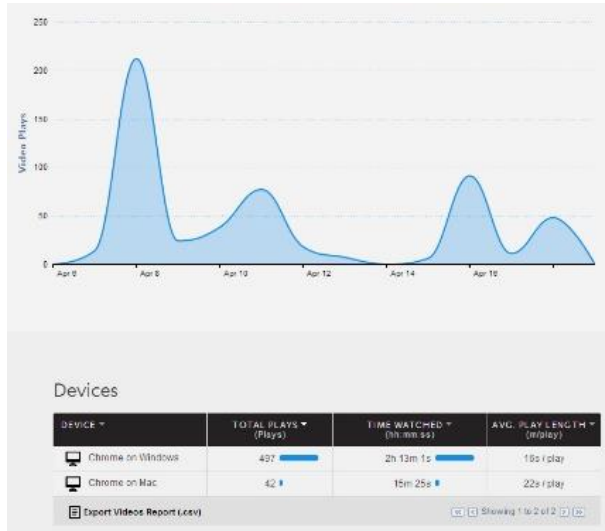 250
200
150
100
50
0
Video Plays
Apr 6 Apr 8 Apr 10 Apr 12 Apr 14 Apr 16
Devices
DEVICE TOTAL PLAYS TIME WATCHED AVG. PLAY LENGTH
(Plays) (hh:mm:ss) (m/play)
Chrome on Windows 497 2h 13m 1s 16s / play
Chrome on Mac 42 15m 25s 22s / play
Export Videos Report (.csv) Showing 1 to 2 of 2